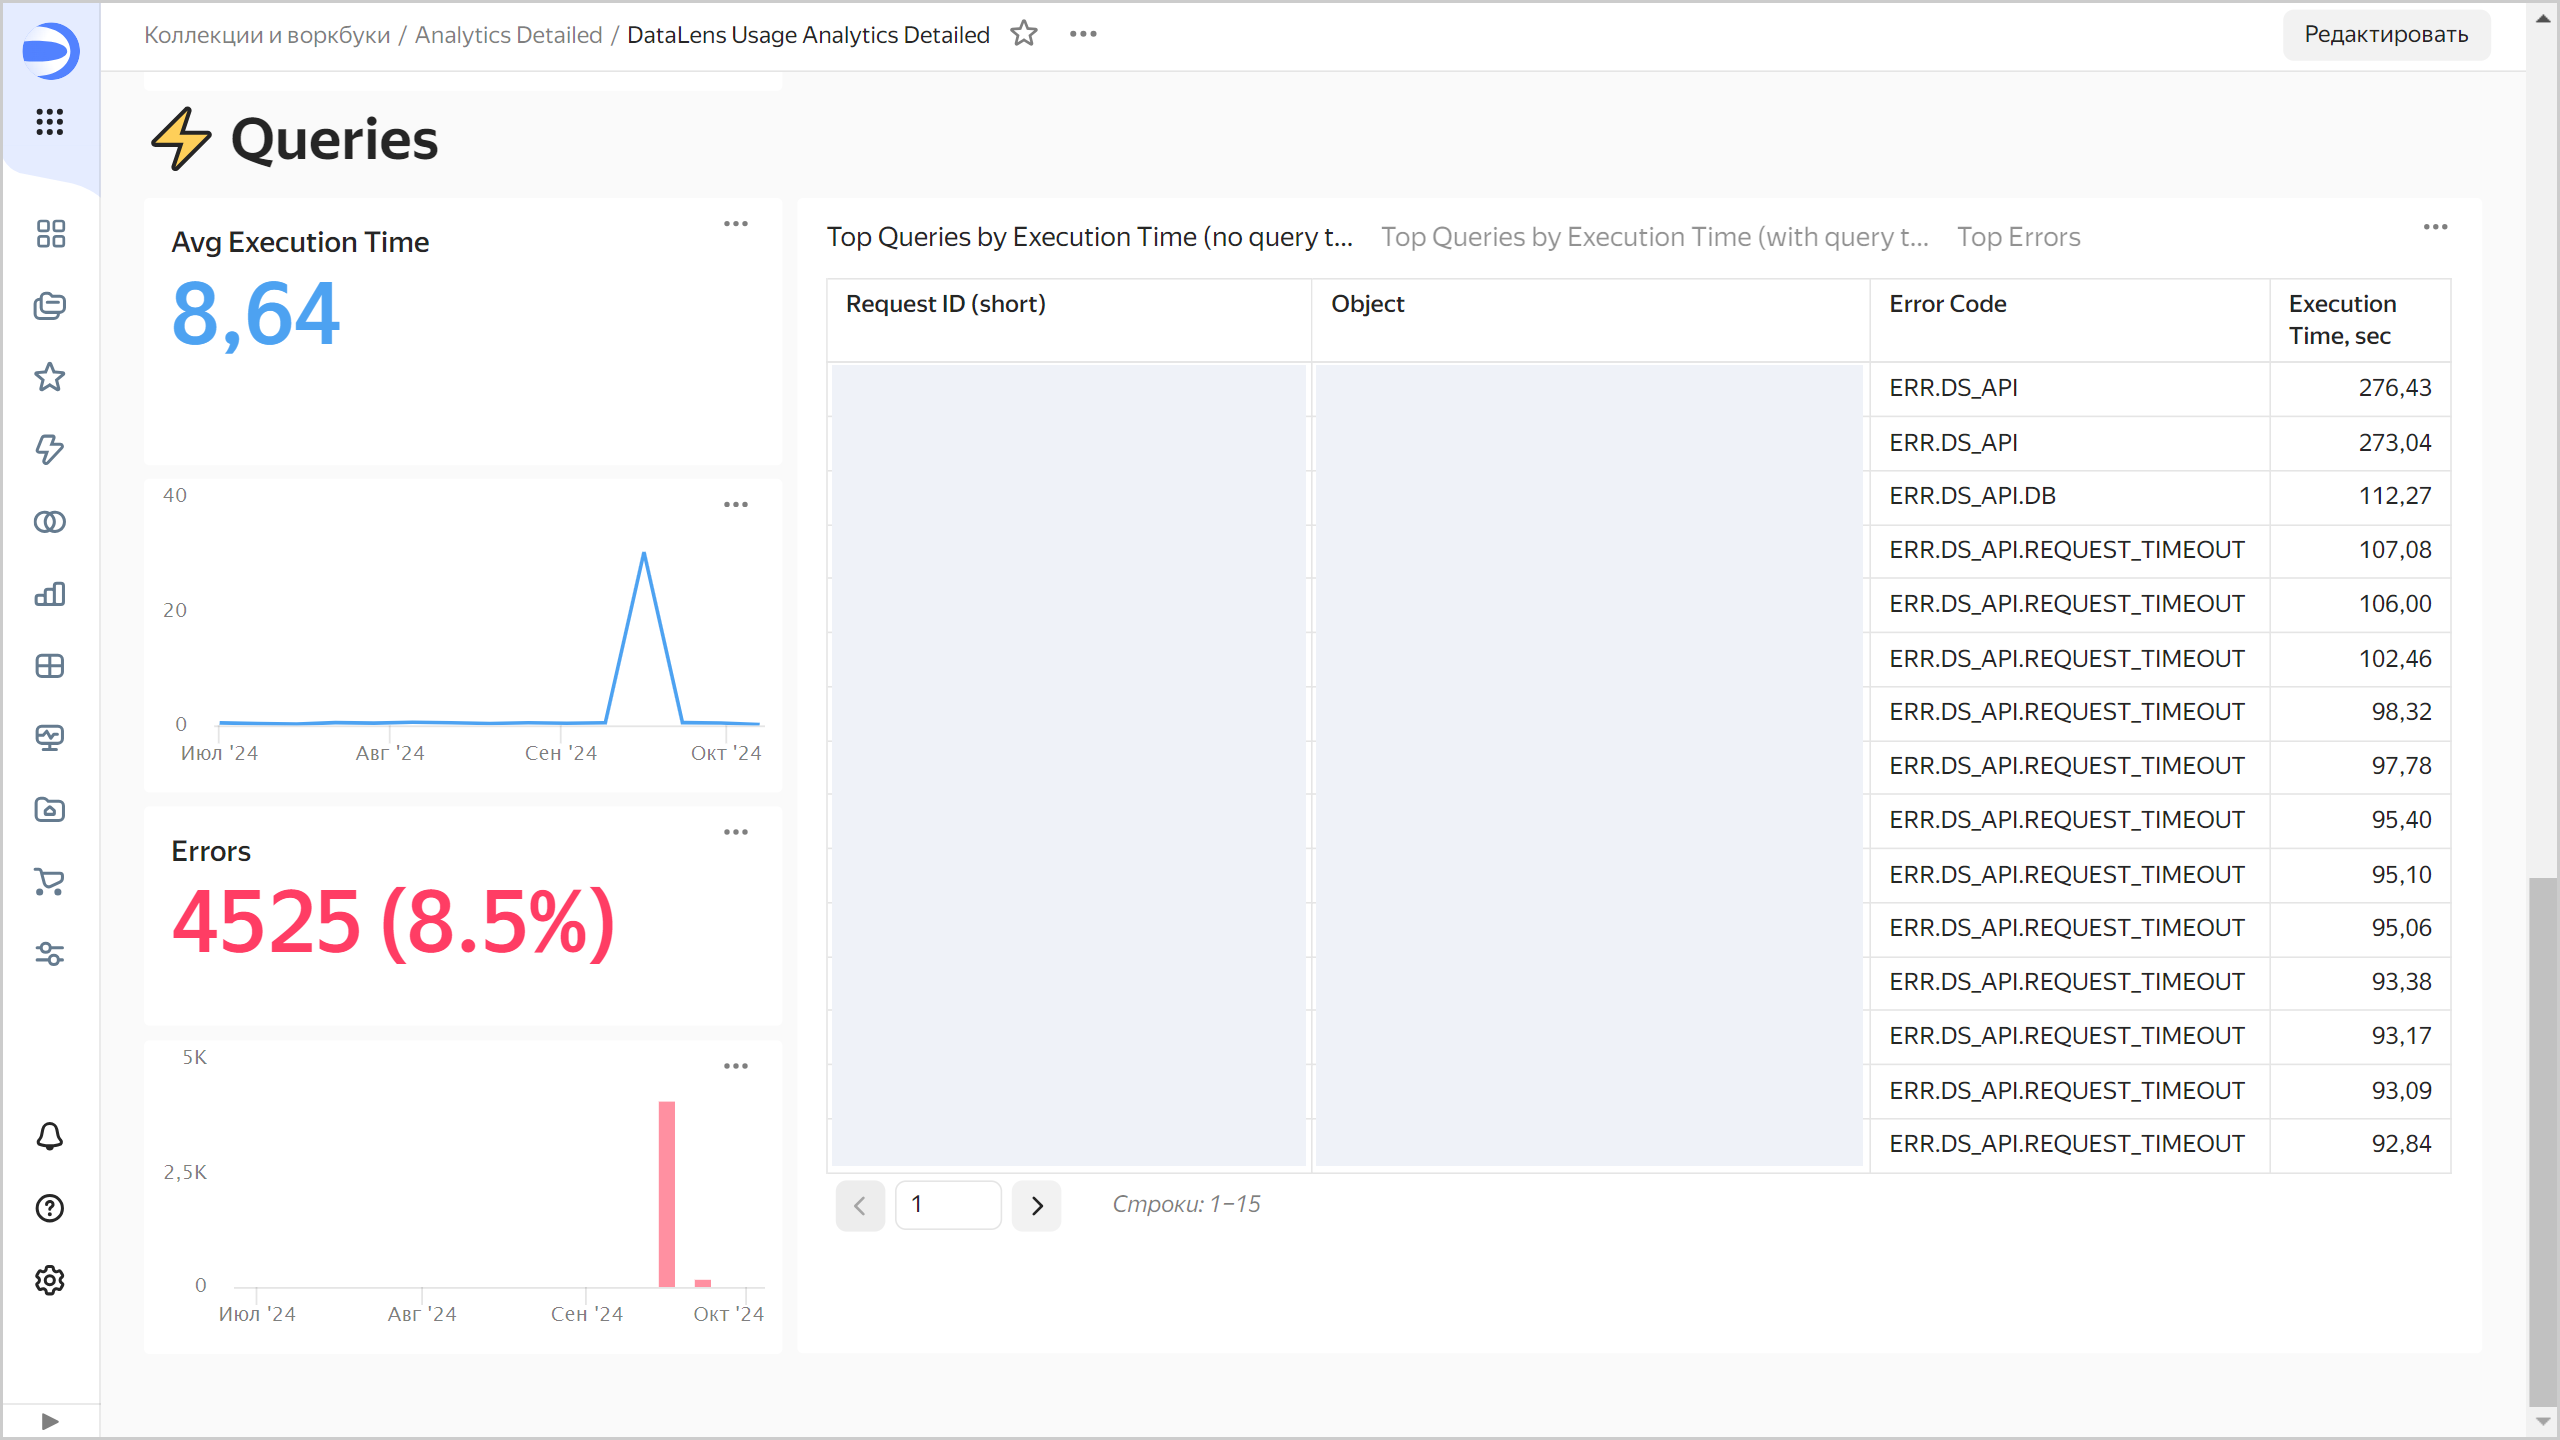 Коллекции и воркбуки / Analytics Detailed / DataLens Usage Analytics Detailed
Редактировать
Queries
Avg Execution Time
8,64
40
20
0
Июл '24 Авг '24 Сен '24 Окт '24
Errors
4525 (8.5%)
5K
2,5K
0
Июл '24 Авг '24 Сен '24 Окт '24
Top Queries by Execution Time (no query t... Top Queries by Execution Time (with query t... Top Errors
Request ID (short) Object Error Code Execution Time, sec
ERR.DS_API 276,43
ERR.DS_API 273,04
ERR.DS_API.DB 112,27
ERR.DS_API.REQUEST_TIMEOUT 107,08
ERR.DS_API.REQUEST_TIMEOUT 106,00
ERR.DS_API.REQUEST_TIMEOUT 102,46
ERR.DS_API.REQUEST_TIMEOUT 98,32
ERR.DS_API.REQUEST_TIMEOUT 97,78
ERR.DS_API.REQUEST_TIMEOUT 95,40
ERR.DS_API.REQUEST_TIMEOUT 95,10
ERR.DS_API.REQUEST_TIMEOUT 95,06
ERR.DS_API.REQUEST_TIMEOUT 93,38
ERR.DS_API.REQUEST_TIMEOUT 93,17
ERR.DS_API.REQUEST_TIMEOUT 93,09
ERR.DS_API.REQUEST_TIMEOUT 92,84
1 Строки: 1–15